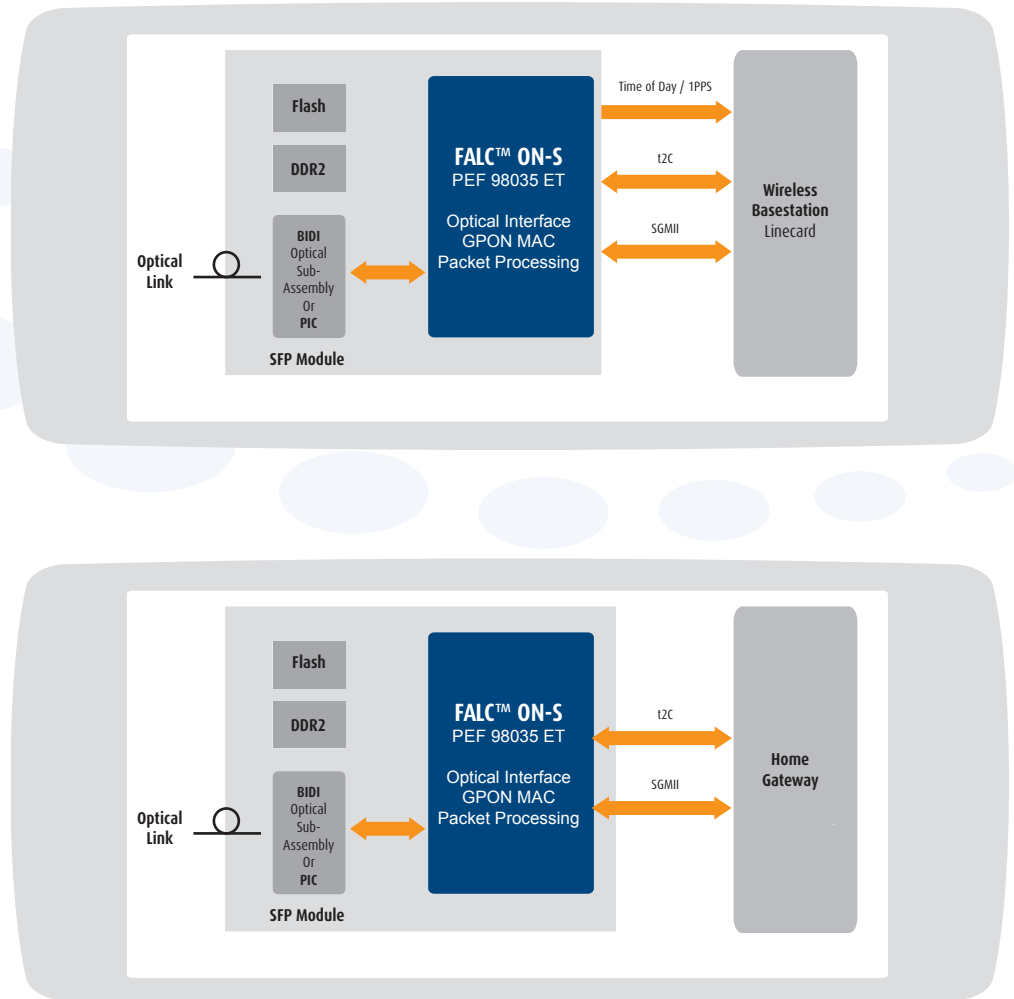 Flash
DDR2
BIDI
Optical
Sub-
Assembly
Or
PIC
SFP Module
Optical
Link
FALC™ ON-S
PEF 98035 ET
Optical Interface
GPON MAC
Packet Processing
Time of Day / 1PPS
t2C
SGMII
Wireless
Basestation
Linecard
Flash
DDR2
BIDI
Optical
Sub-
Assembly
Or
PIC
SFP Module
Optical
Link
FALC™ ON-S
PEF 98035 ET
Optical Interface
GPON MAC
Packet Processing
t2C
SGMII
Home
Gateway